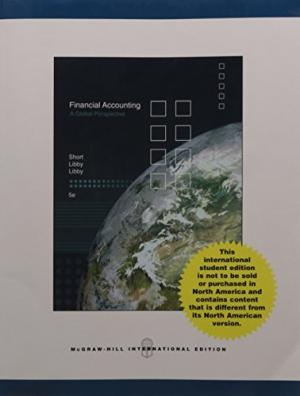 Financial Accounting
A Global Perspective
Short
Libby
Libby
5e
This
international
student edition
is not to be sold
or purchased in
North America and
contains content
that is different from
its North American
version.
McGRAW-HILL INTERNATIONAL EDITION